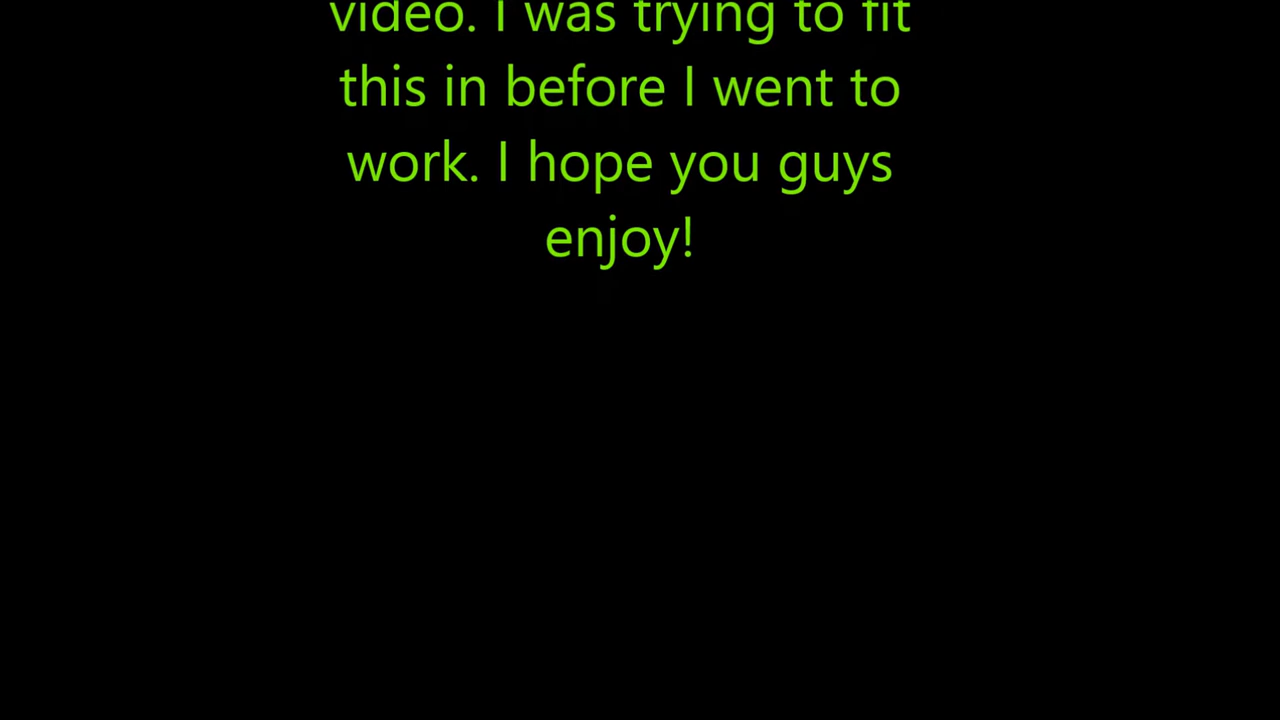 video. I was trying to fit
this in before I went to
work. I hope you guys
enjoy!